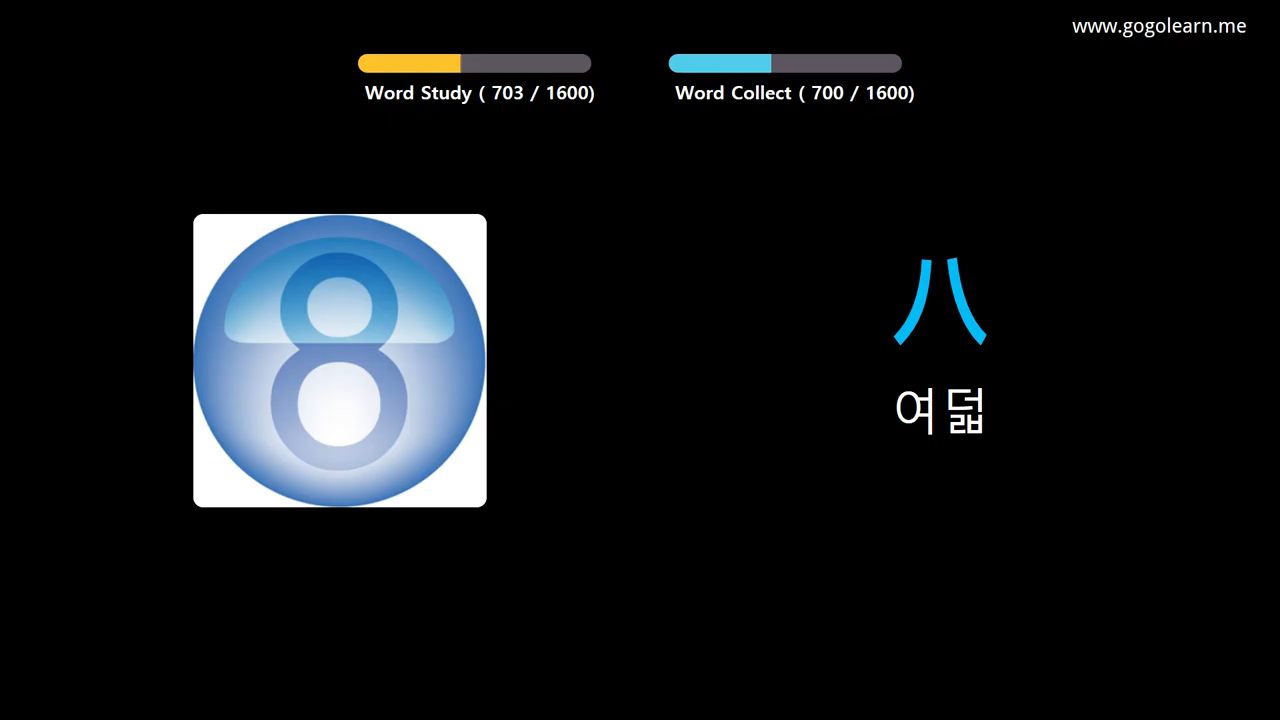 www.gogolearn.me
Word Study ( 703 / 1600)
Word Collect ( 700 / 1600)
8
八
여덟